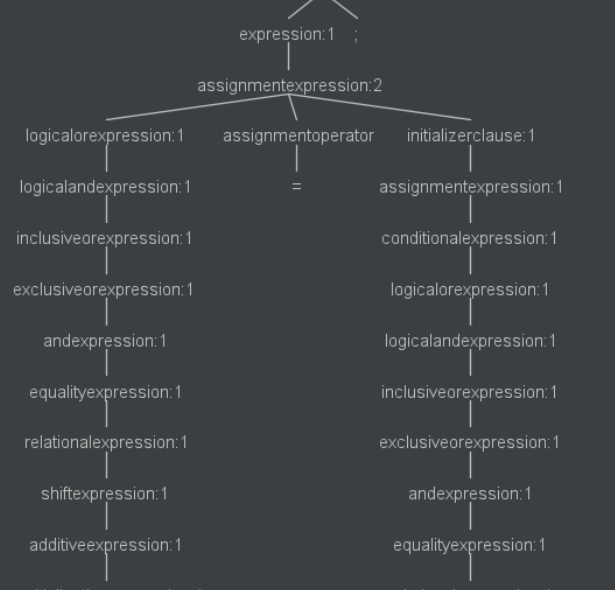 expression:1 ;
assignmentexpression:2
logicalorexpression:1 assignmentoperator initializerclause:1
logicalandexpression:1 = assignmentexpression:1
inclusiveorexpression:1 conditionalexpression:1
exclusiveorexpression:1 logicalorexpression:1
andexpression:1 logicalandexpression:1
equalityexpression:1 inclusiveorexpression:1
relationalexpression:1 exclusiveorexpression:1
shiftexpression:1 andexpression:1
additiveexpression:1 equalityexpression:1